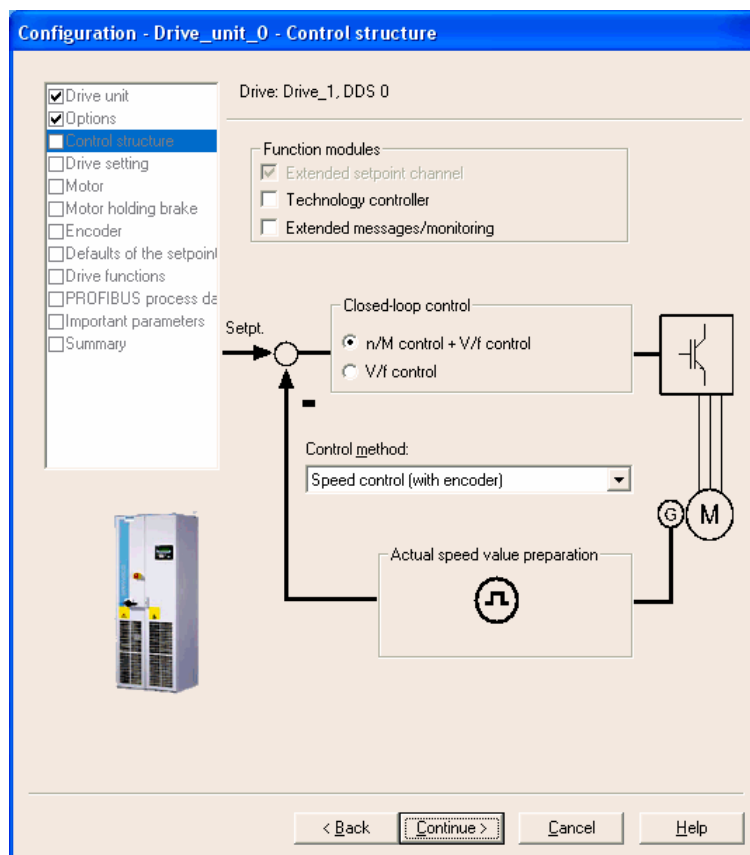 Configuration - Drive_unit_0 - Control structure
Drive unit
Options
Control structure
Drive setting
Motor
Motor holding brake
Encoder
Defaults of the setpoint
Drive functions
PROFIBUS process da
Important parameters
Summary
Drive: Drive_1, DDS 0
Function modules
Extended setpoint channel
Technology controller
Extended messages/monitoring
Setpt.
Closed-loop control
n/M control + V/f control
V/f control
Control method:
Speed control (with encoder)
G
M
Actual speed value preparation
< Back
Continue >
Cancel
Help